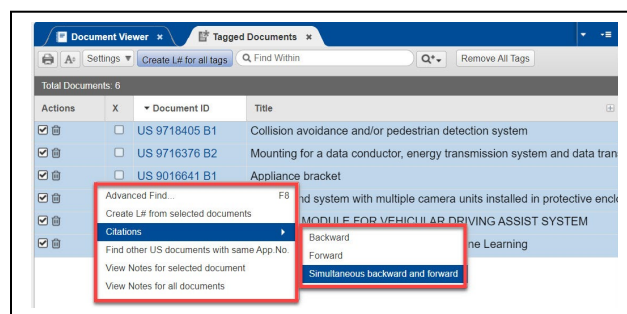 Document Viewer × Tagged Documents ×
Settings ▼ Create L# for all tags Find Within Remove All Tags
Total Documents: 6
Actions X ▾ Document ID Title
US 9718405 B1 Collision avoidance and/or pedestrian detection system
US 9716376 B2 Mounting for a data conductor, energy transmission system and data tran
US 9016641 B1 Appliance bracket
Advanced Find... F8
nd system with multiple camera units installed in protective enclo
Create L# from selected documents
MODULE FOR VEHICULAR DRIVING ASSIST SYSTEM
Citations
Backward
ne Learning
Find other US documents with same App.No.
Forward
View Notes for selected document
Simultaneous backward and forward
View Notes for all documents